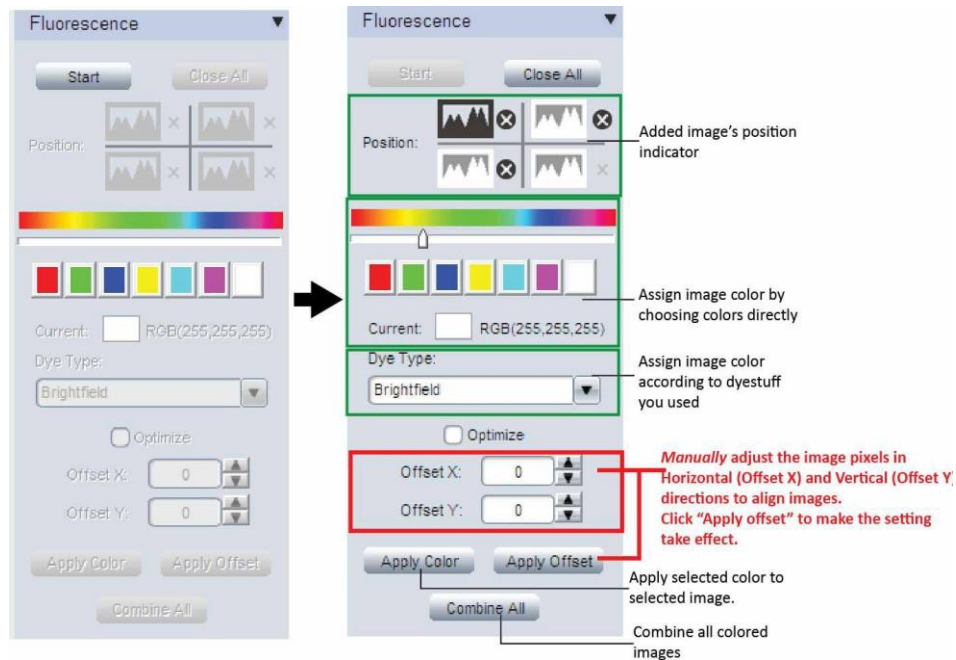 Fluorescence
Start
Close All
Position:
Current:
RGB(255,255,255)
Dye Type:
Brightfield
Optimize
Offset X:
0
Offset Y:
0
Apply Color
Apply Offset
Combine All
Fluorescence
Start
Close All
Position:
Current:
RGB(255,255,255)
Dye Type:
Brightfield
Optimize
Offset X:
0
Offset Y:
0
Apply Color
Apply Offset
Combine All
Added image's position
indicator
Assign image color by
choosing colors directly
Assign image color
according to dyestuff
you used
Manually adjust the image pixels in
Horizontal (Offset X) and Vertical (Offset Y)
directions to align images.
Click “Apply offset” to make the setting
take effect.
Apply selected color to
selected image.
Combine all colored
images